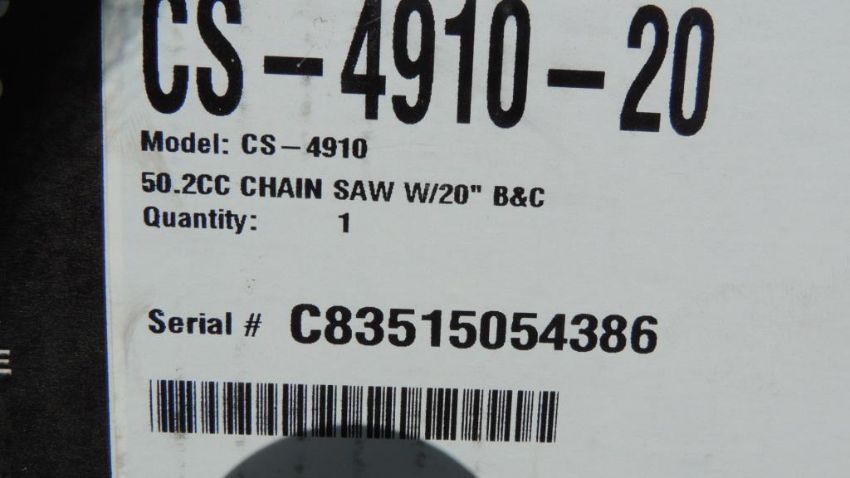 CS-4910-20
Model: CS-4910
50.2CC CHAIN SAW W/20" B&C
Quantity: 1
Serial # C83515054386